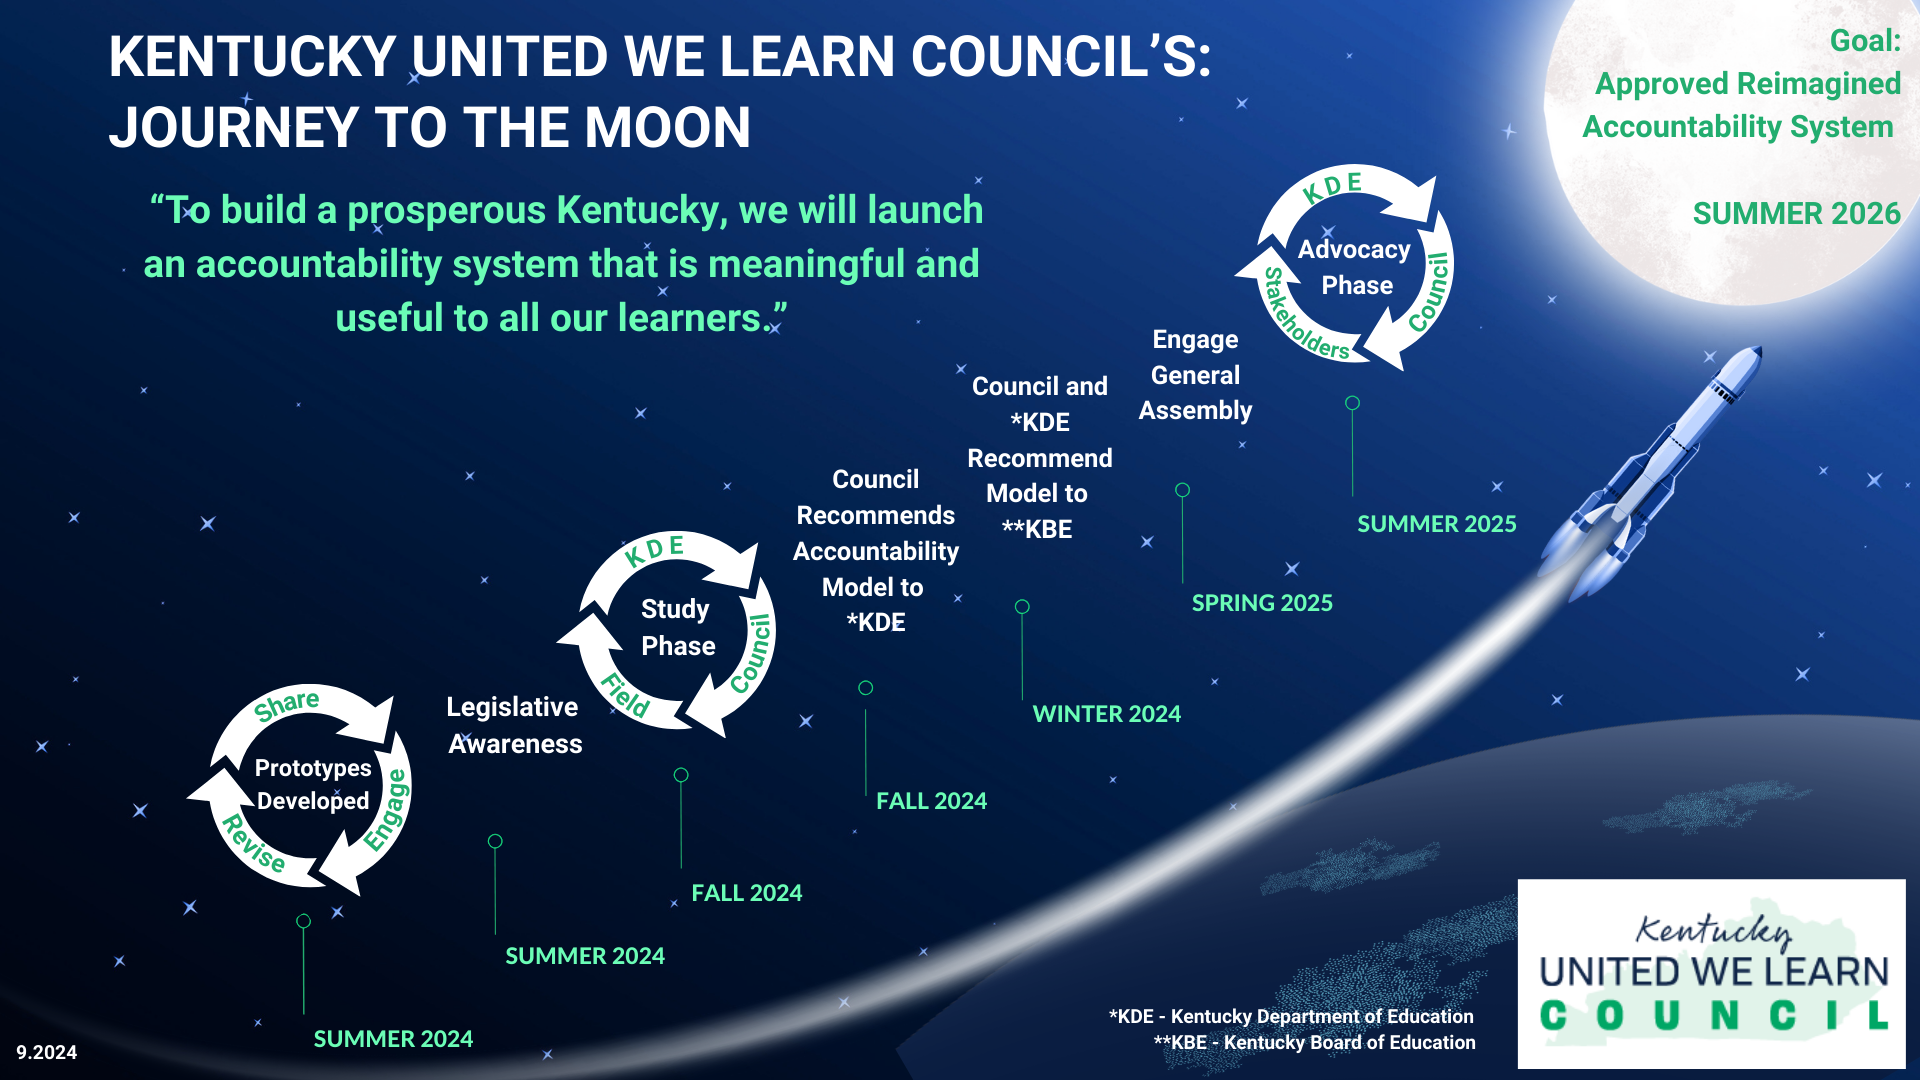 KENTUCKY UNITED WE LEARN COUNCIL’S:
JOURNEY TO THE MOON
“To build a prosperous Kentucky, we will launch
an accountability system that is meaningful and
useful to all our learners.”
Goal:
Approved Reimagined
Accountability System
SUMMER 2026
Share
Engage
Revise
Prototypes
Developed
SUMMER 2024
Legislative
Awareness
SUMMER 2024
KDE
Council
Field
Study
Phase
FALL 2024
Council
Recommends
Accountability
Model to
*KDE
FALL 2024
Council and
*KDE
Recommend
Model to
**KBE
WINTER 2024
Engage
General
Assembly
SPRING 2025
KDE
Council
Stakeholders
Advocacy
Phase
SUMMER 2025
*KDE - Kentucky Department of Education
**KBE - Kentucky Board of Education
Kentucky
UNITED WE LEARN
COUNCIL
9.2024